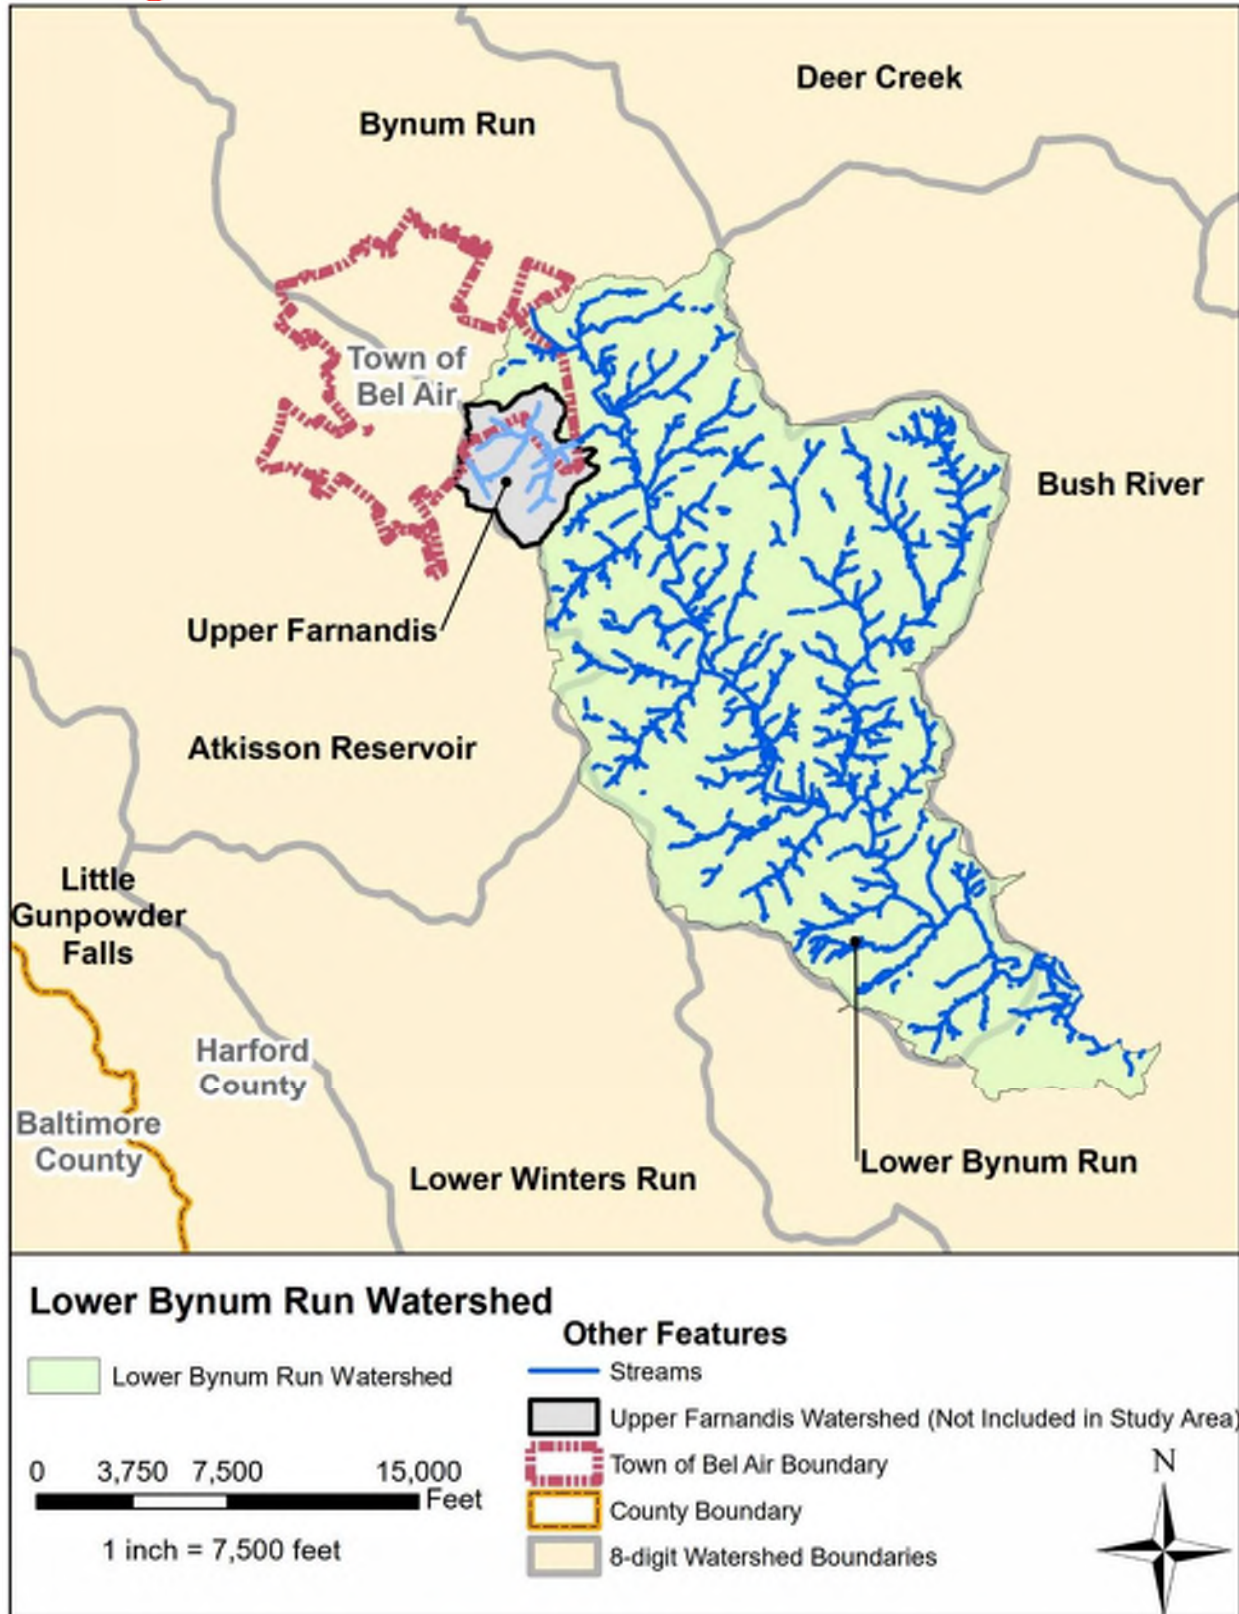 Deer Creek
Bynum Run
Town of
Bel Air
Bush River
Upper Farnandis
Atkisson Reservoir
Little
Gunpowder
Falls
Harford
County
Baltimore
County
Lower Bynum Run
Lower Winters Run
Lower Bynum Run Watershed
Other Features
Lower Bynum Run Watershed
Streams
Upper Farnandis Watershed (Not Included in Study Area)
Town of Bel Air Boundary
County Boundary
8-digit Watershed Boundaries
0 3,750 7,500 15,000
Feet
1 inch = 7,500 feet
N